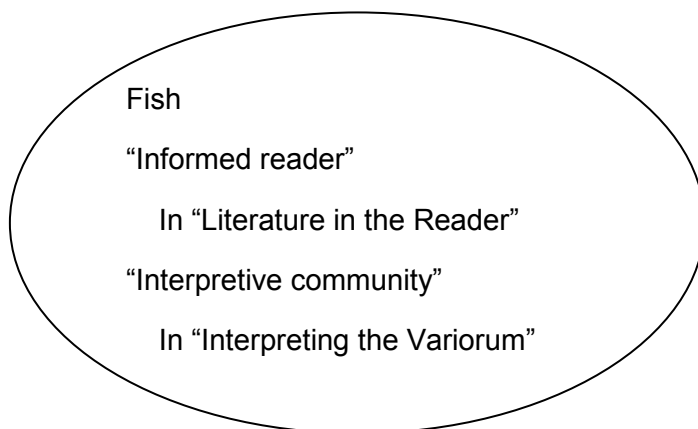 Fish
“Informed reader”
In “Literature in the Reader”
“Interpretive community”
In “Interpreting the Variorum”